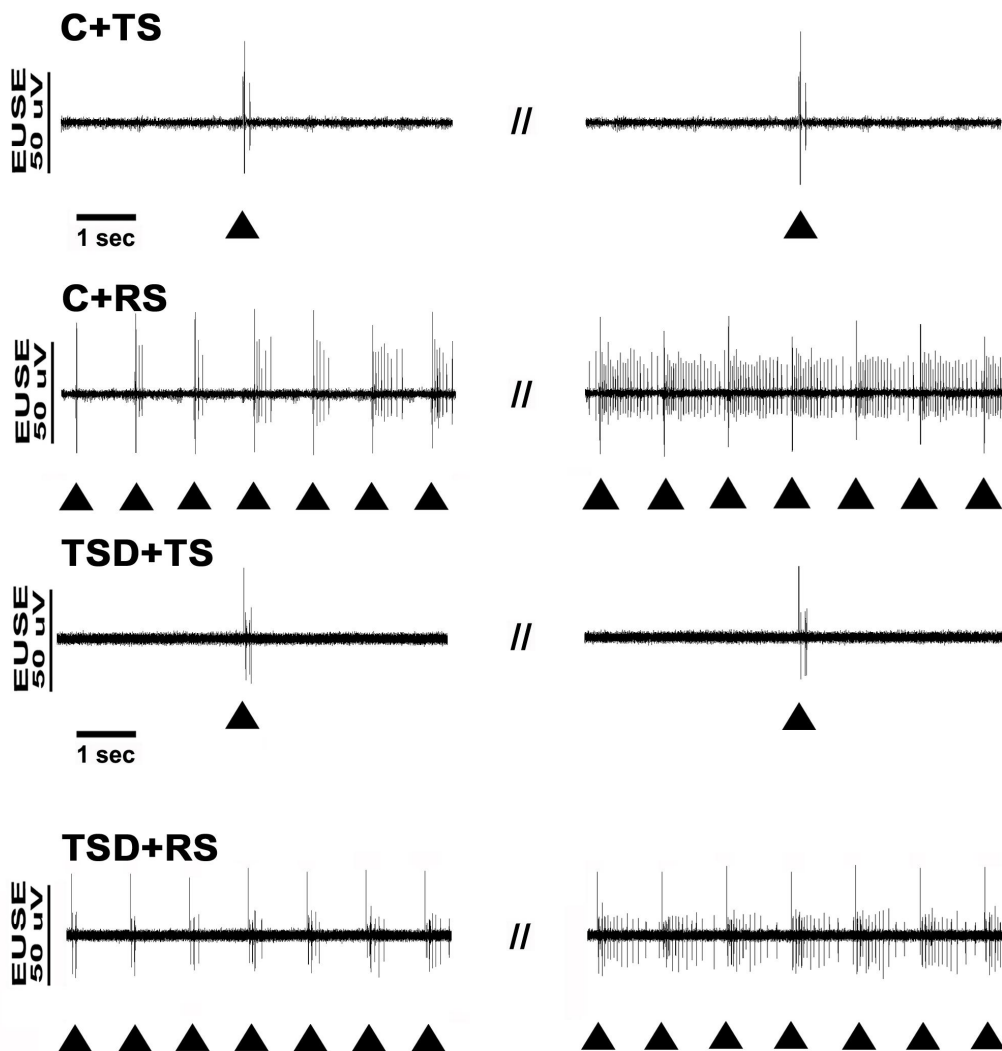 C+TS
EUSE
50 uV
//
1 sec
C+RS
EUSE
50 uV
//
TSD+TS
EUSE
50 uV
//
1 sec
TSD+RS
EUSE
50 uV
//